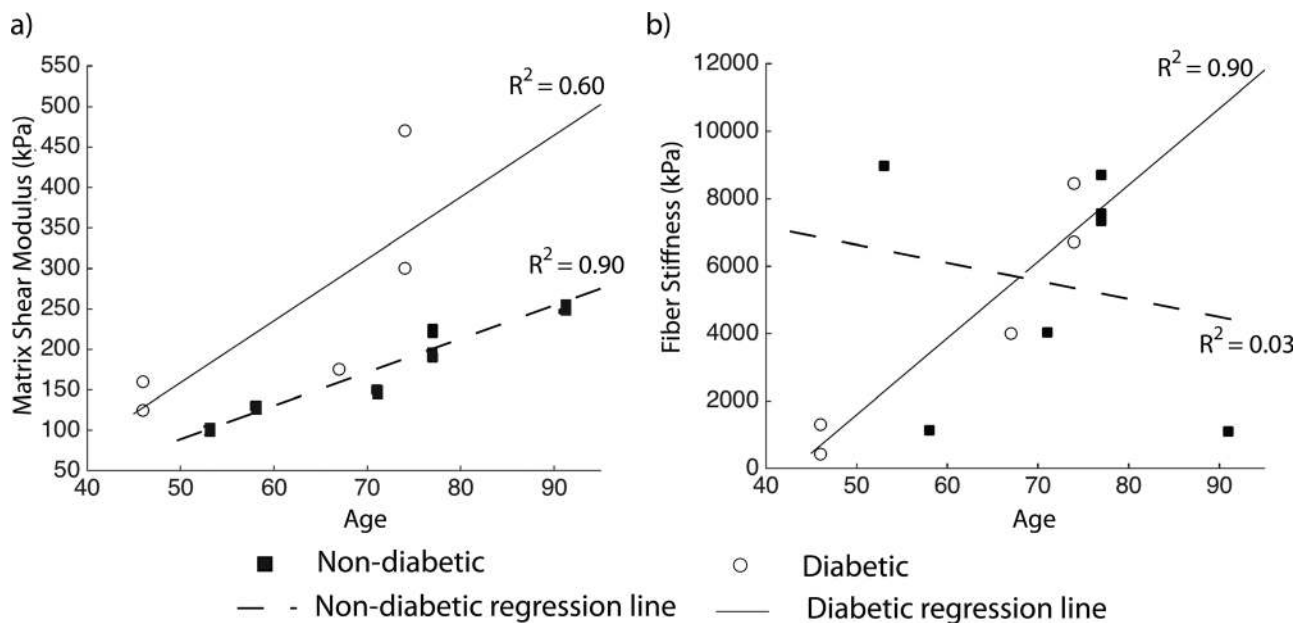 a)
550
500
450
400
350
300
250
200
150
100
50
Matrix Shear Modulus (kPa)
R² = 0.60
R² = 0.90
40 50 60 70 80 90
Age
b)
12000
10000
8000
6000
4000
2000
0
Fiber Stiffness (kPa)
R² = 0.90
R² = 0.03
40 50 60 70 80 90
Age
Non-diabetic
Diabetic
Non-diabetic regression line
Diabetic regression line